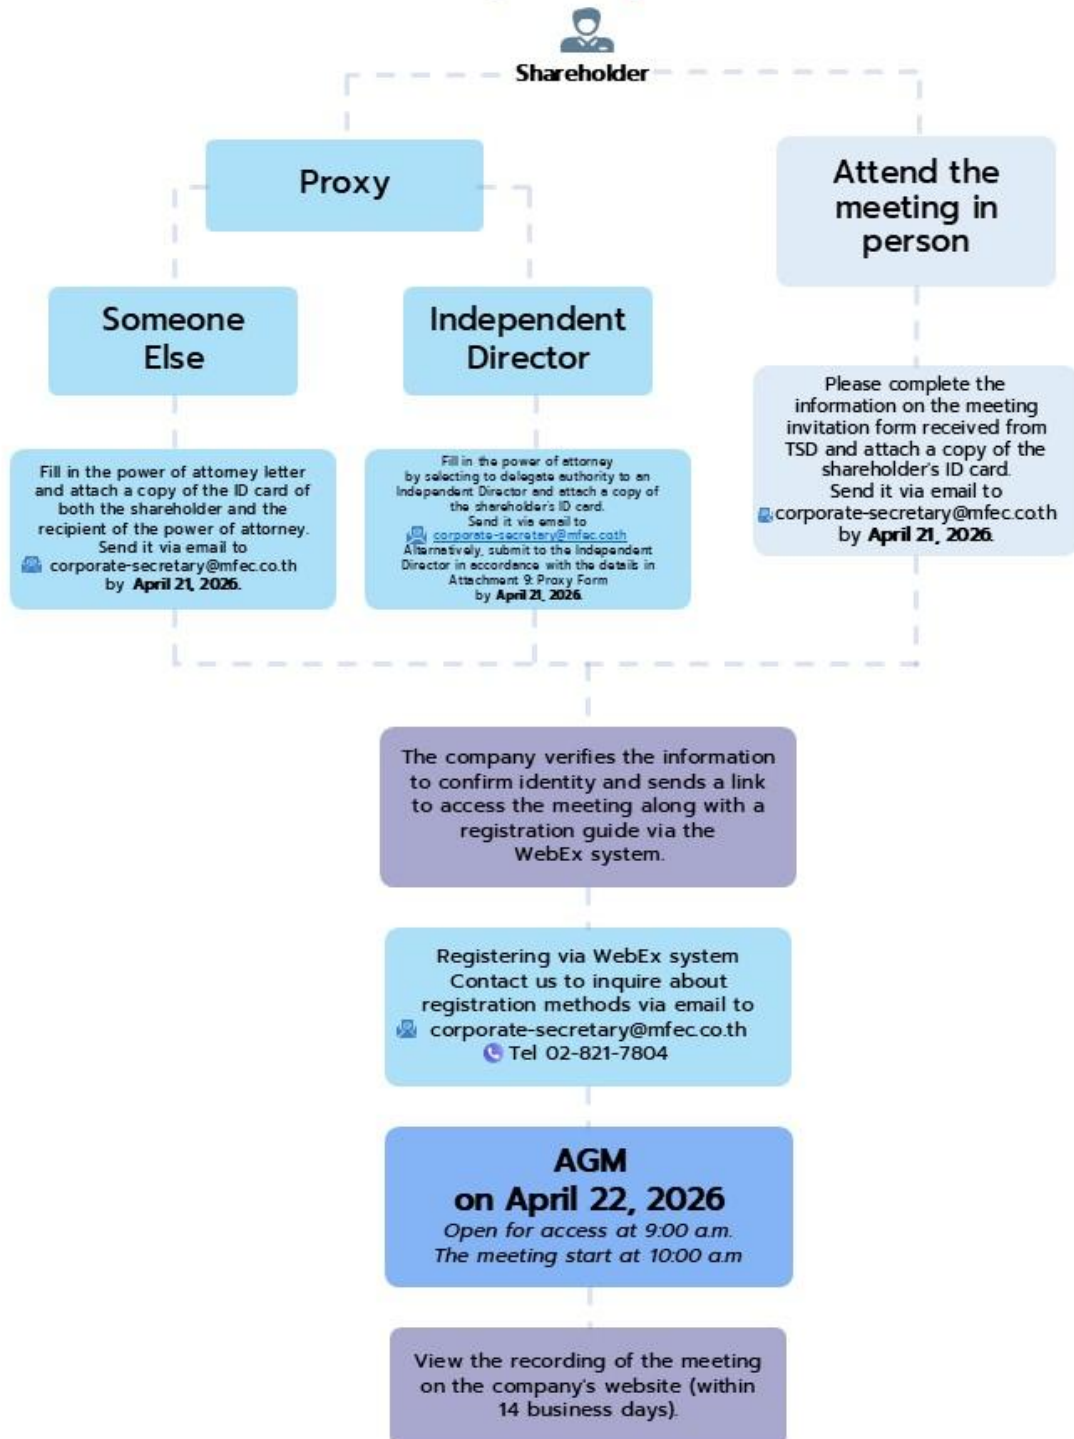 Shareholder
Proxy
Attend the
meeting in
person
Someone
Else
Independent
Director
Fill in the power of attorney letter
and attach a copy of the ID card of
both the shareholder and the
recipient of the power of attorney.
Send it via email to
corporate-secretary@mfec.co.th
by April 21, 2026.
Fill in the power of attorney
by selecting to delegate authority to an
Independent Director and attach a copy of
the shareholder's ID card.
Send it via email to
corporate-secretary@mfec.co.th
Alternatively, submit to the Independent
Director in accordance with the details in
Attachment 9: Proxy Form
by April 21, 2026.
Please complete the
information on the meeting
invitation form received from
TSD and attach a copy of the
shareholder's ID card.
Send it via email to
corporate-secretary@mfec.co.th
by April 21, 2026.
The company verifies the information
to confirm identity and sends a link
to access the meeting along with a
registration guide via the
WebEx system.
Registering via WebEx system
Contact us to inquire about
registration methods via email to
corporate-secretary@mfec.co.th
Tel 02-821-7804
AGM
on April 22, 2026
Open for access at 9:00 a.m.
The meeting start at 10:00 a.m
View the recording of the meeting
on the company's website (within
14 business days).